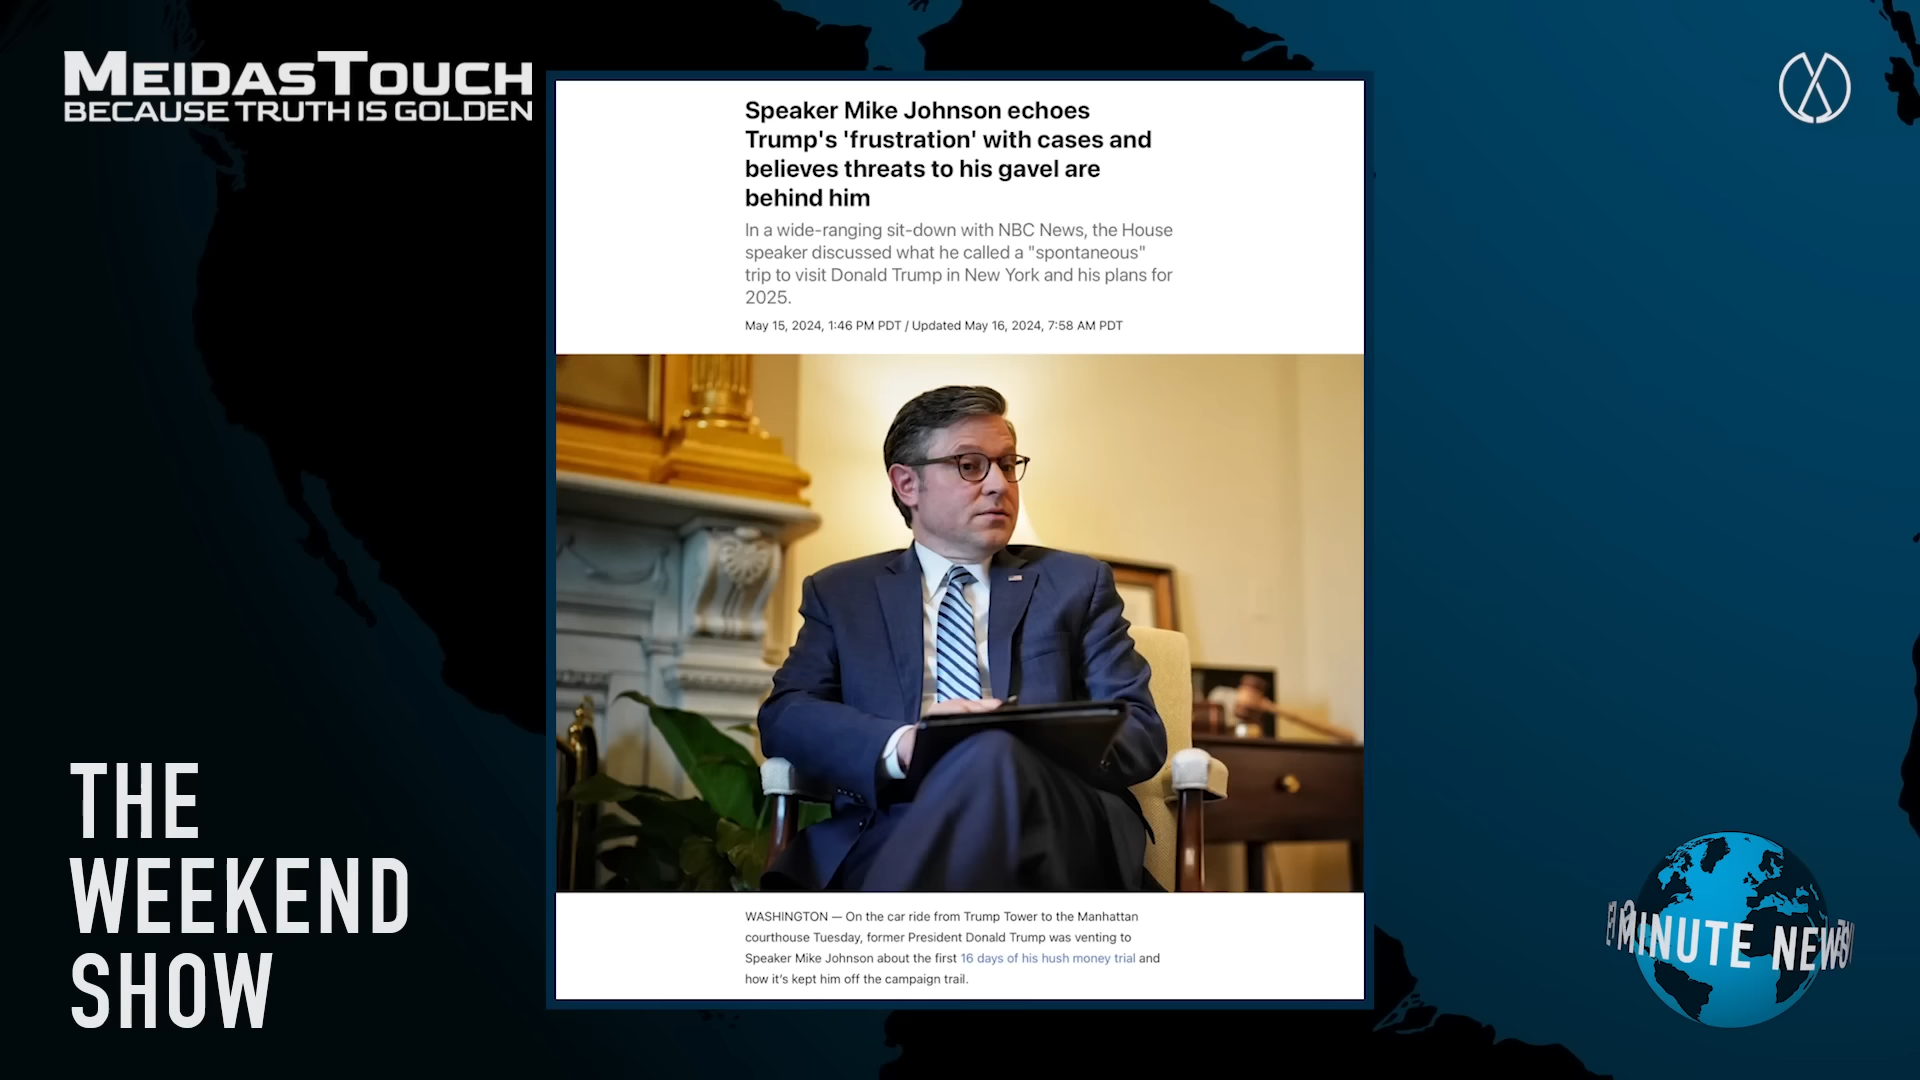 MEIDASTOUCH
BECAUSE TRUTH IS GOLDEN
Speaker Mike Johnson echoes
Trump's 'frustration' with cases and
believes threats to his gavel are
behind him
In a wide-ranging sit-down with NBC News, the House
speaker discussed what he called a "spontaneous"
trip to visit Donald Trump in New York and his plans for
2025.
May 15, 2024, 1:46 PM PDT / Updated May 16, 2024, 7:58 AM PDT
WASHINGTON — On the car ride from Trump Tower to the Manhattan
courthouse Tuesday, former President Donald Trump was venting to
Speaker Mike Johnson about the first 16 days of his hush money trial and
how it's kept him off the campaign trail.
THE
WEEKEND
SHOW
MINUTE NEWS